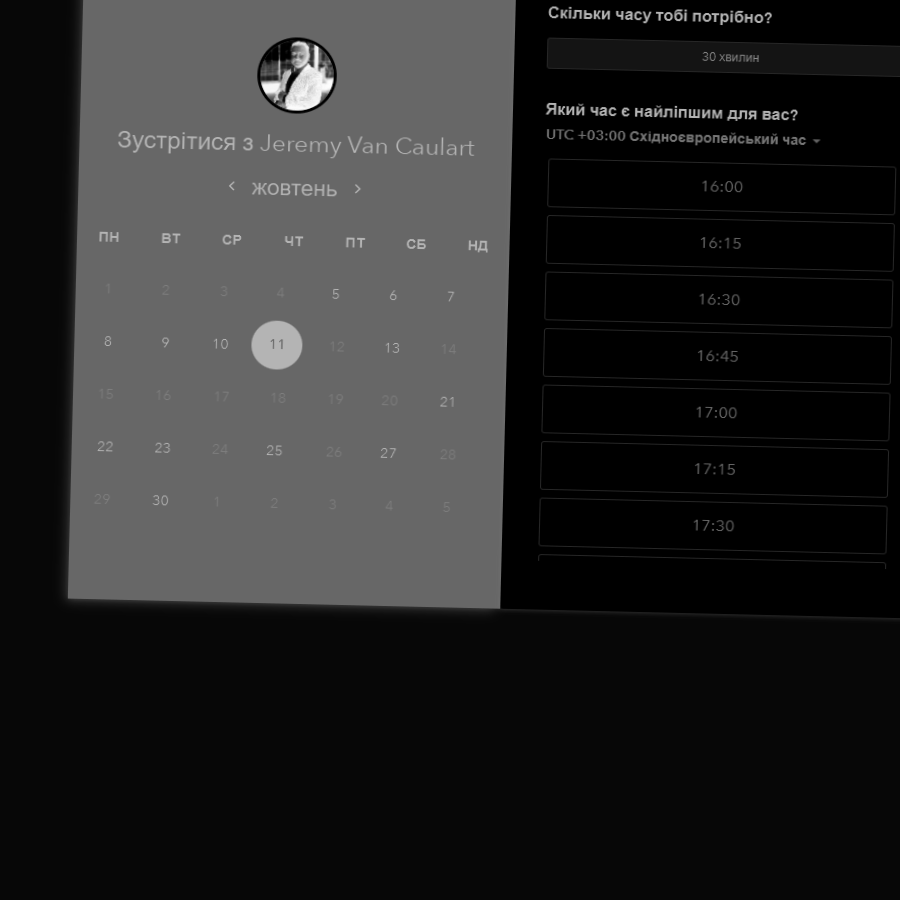 Зустрітися з Jeremy Van Caulart
‹ жовтень ›
ПН ВТ СР ЧТ ПТ СБ НД
1 2 3 4 5 6 7
8 9 10 11 12 13 14
15 16 17 18 19 20 21
22 23 24 25 26 27 28
29 30 1 2 3 4 5
Скільки часу тобі потрібно?
30 хвилин
Який час є найліпшим для вас?
UTC +03:00 Східноєвропейський час
16:00
16:15
16:30
16:45
17:00
17:15
17:30